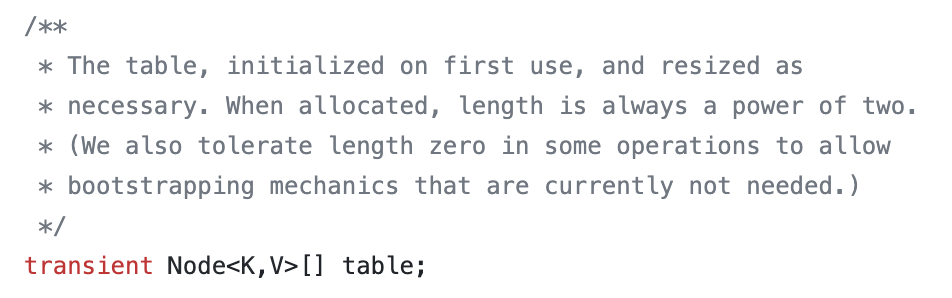 /**
* The table, initialized on first use, and resized as
* necessary. When allocated, length is always a power of two.
* (We also tolerate length zero in some operations to allow
* bootstrapping mechanics that are currently not needed.)
*/
transient Node<K,V>[] table;